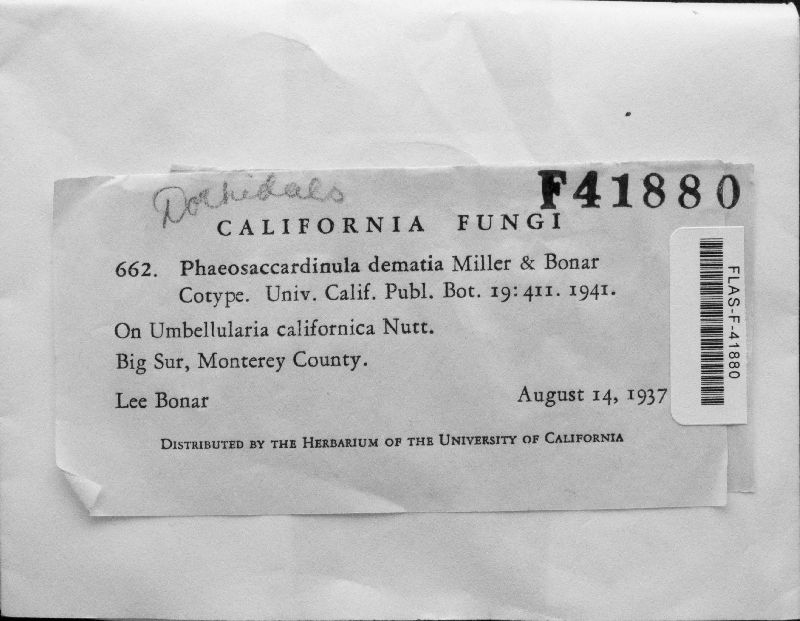 Dothideales
F41880
CALIFORNIA FUNGI
662. Phaeosaccardinula dematia Miller & Bonar
Cotype. Univ. Calif. Publ. Bot. 19: 411. 1941.
On Umbellularia californica Nutt.
Big Sur, Monterey County.
Lee Bonar August 14, 1937
DISTRIBUTED BY THE HERBARIUM OF THE UNIVERSITY OF CALIFORNIA
FLAS-F-41880